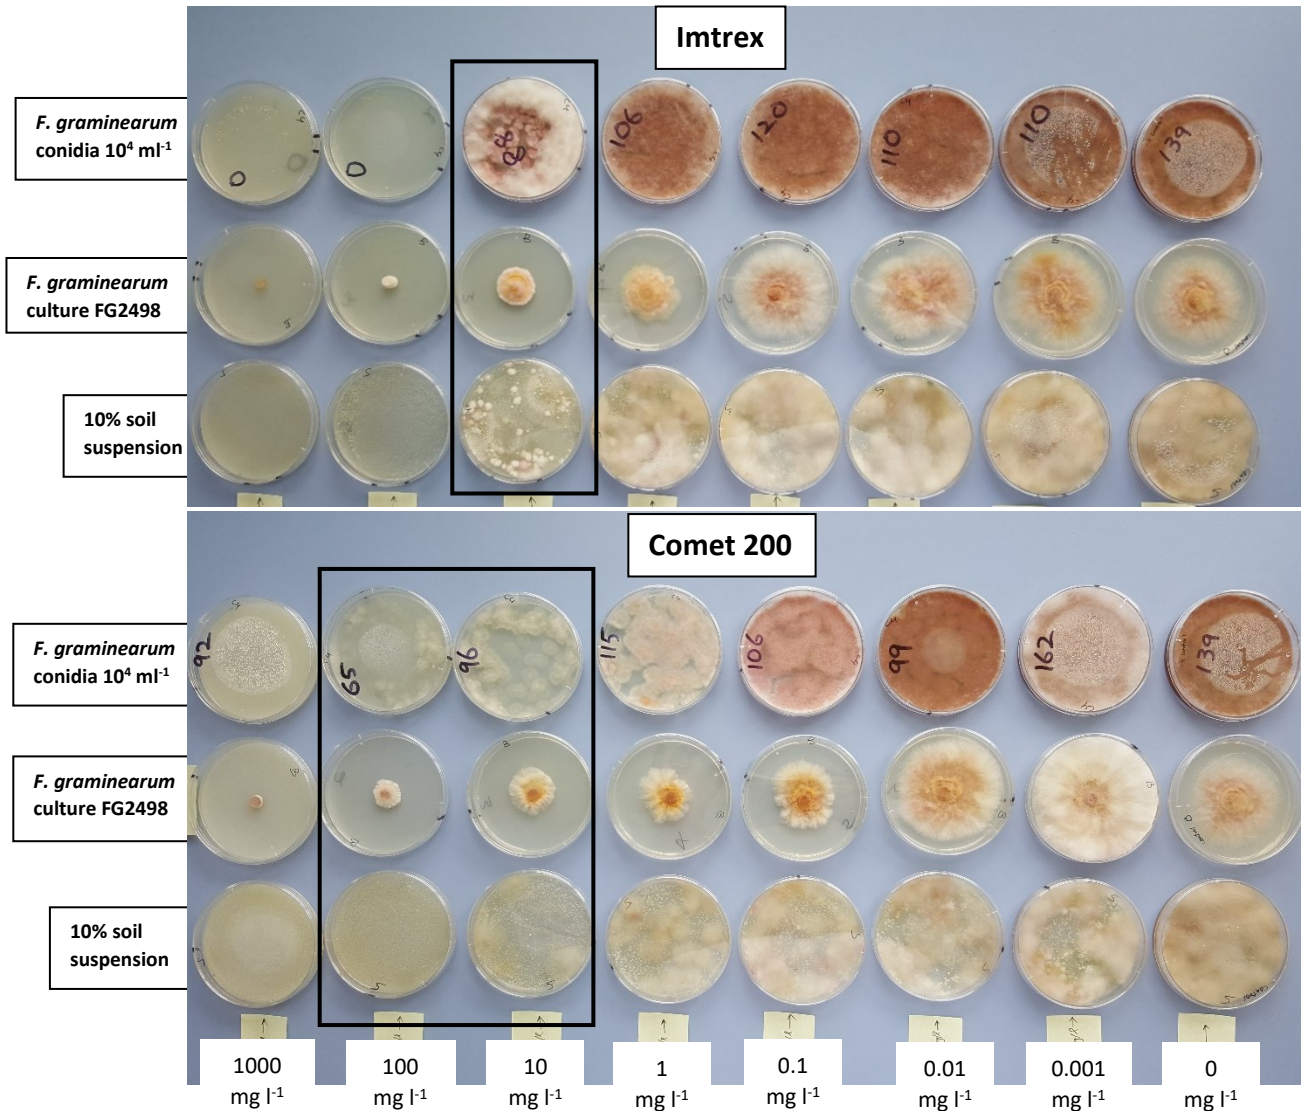 Imtrex
F. graminearum
conidia 10⁴ ml⁻¹
0
0
88
106
120
110
110
139
F. graminearum
culture FG2498
10% soil
suspension
Comet 200
F. graminearum
conidia 10⁴ ml⁻¹
92
65
96
115
106
99
162
139
F. graminearum
culture FG2498
10% soil
suspension
1000
mg l⁻¹
100
mg l⁻¹
10
mg l⁻¹
1
mg l⁻¹
0.1
mg l⁻¹
0.01
mg l⁻¹
0.001
mg l⁻¹
0
mg l⁻¹